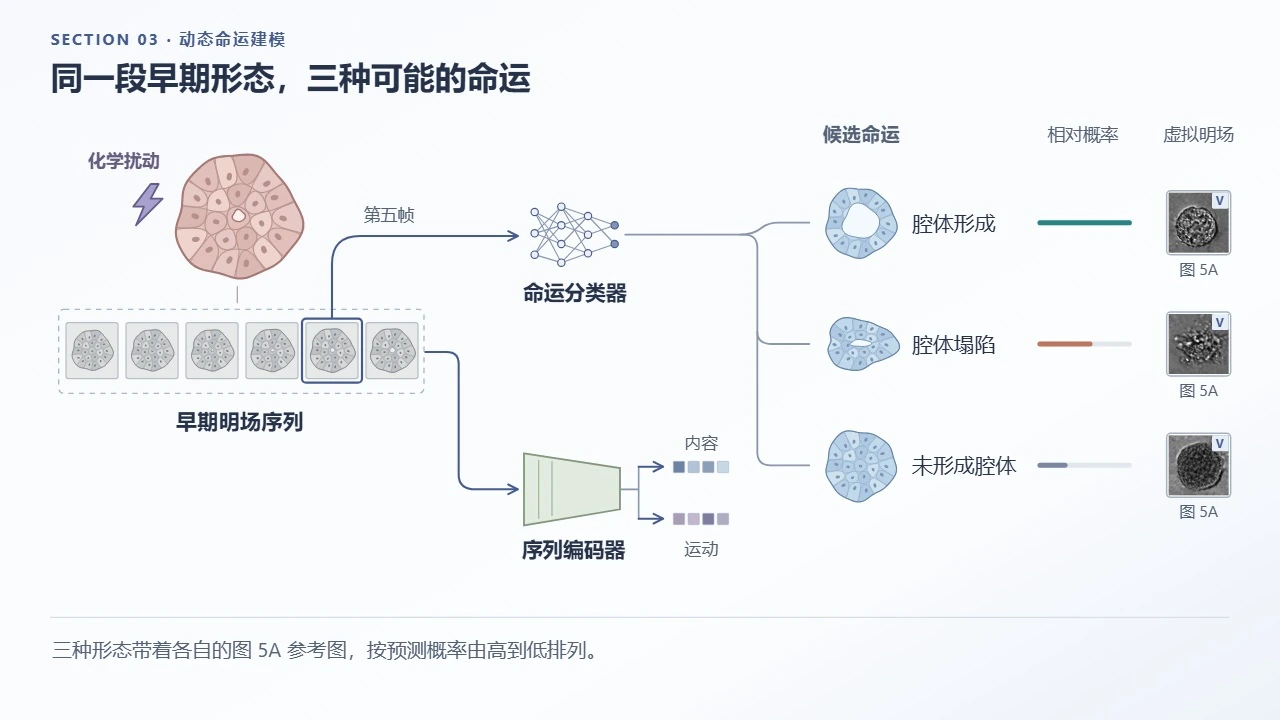 SECTION 03 · 动态命运建模
同一段早期形态，三种可能的命运
候选命运
相对概率
虚拟明场
化学扰动
第五帧
命运分类器
早期明场序列
腔体形成
V
图 5A
腔体塌陷
V
图 5A
未形成腔体
V
图 5A
内容
序列编码器
运动
三种形态带着各自的图 5A 参考图，按预测概率由高到低排列。